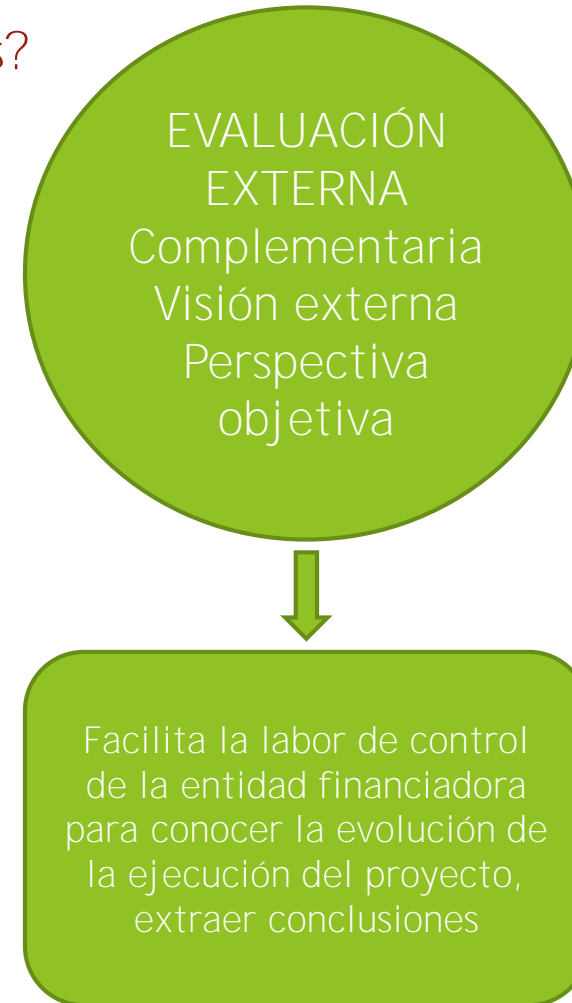 s?
EVALUACIÓN
EXTERNA
Complementaria
Visión externa
Perspectiva
objetiva
Facilita la labor de control
de la entidad financiadora
para conocer la evolución de
la ejecución del proyecto,
extraer conclusiones